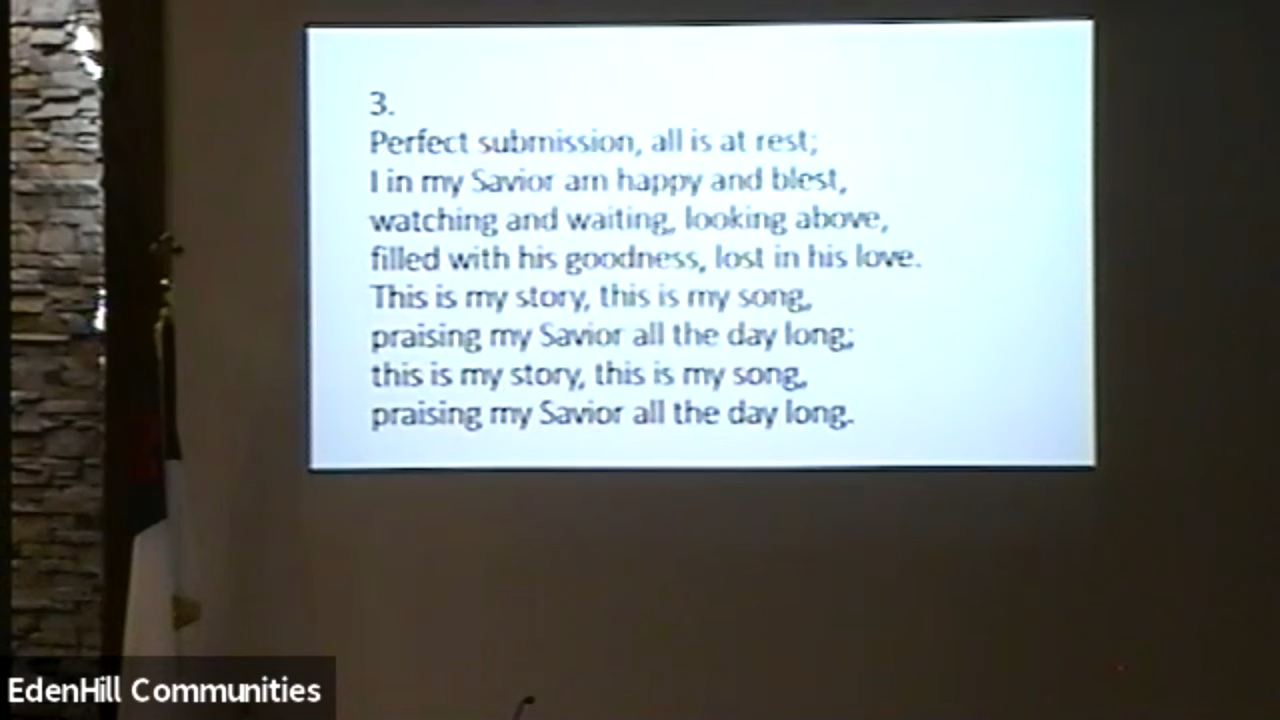 3.
Perfect submission, all is at rest;
I in my Savior am happy and blest,
watching and waiting, looking above,
filled with his goodness, lost in his love.
This is my story, this is my song,
praising my Savior all the day long;
this is my story, this is my song,
praising my Savior all the day long.
EdenHill Communities